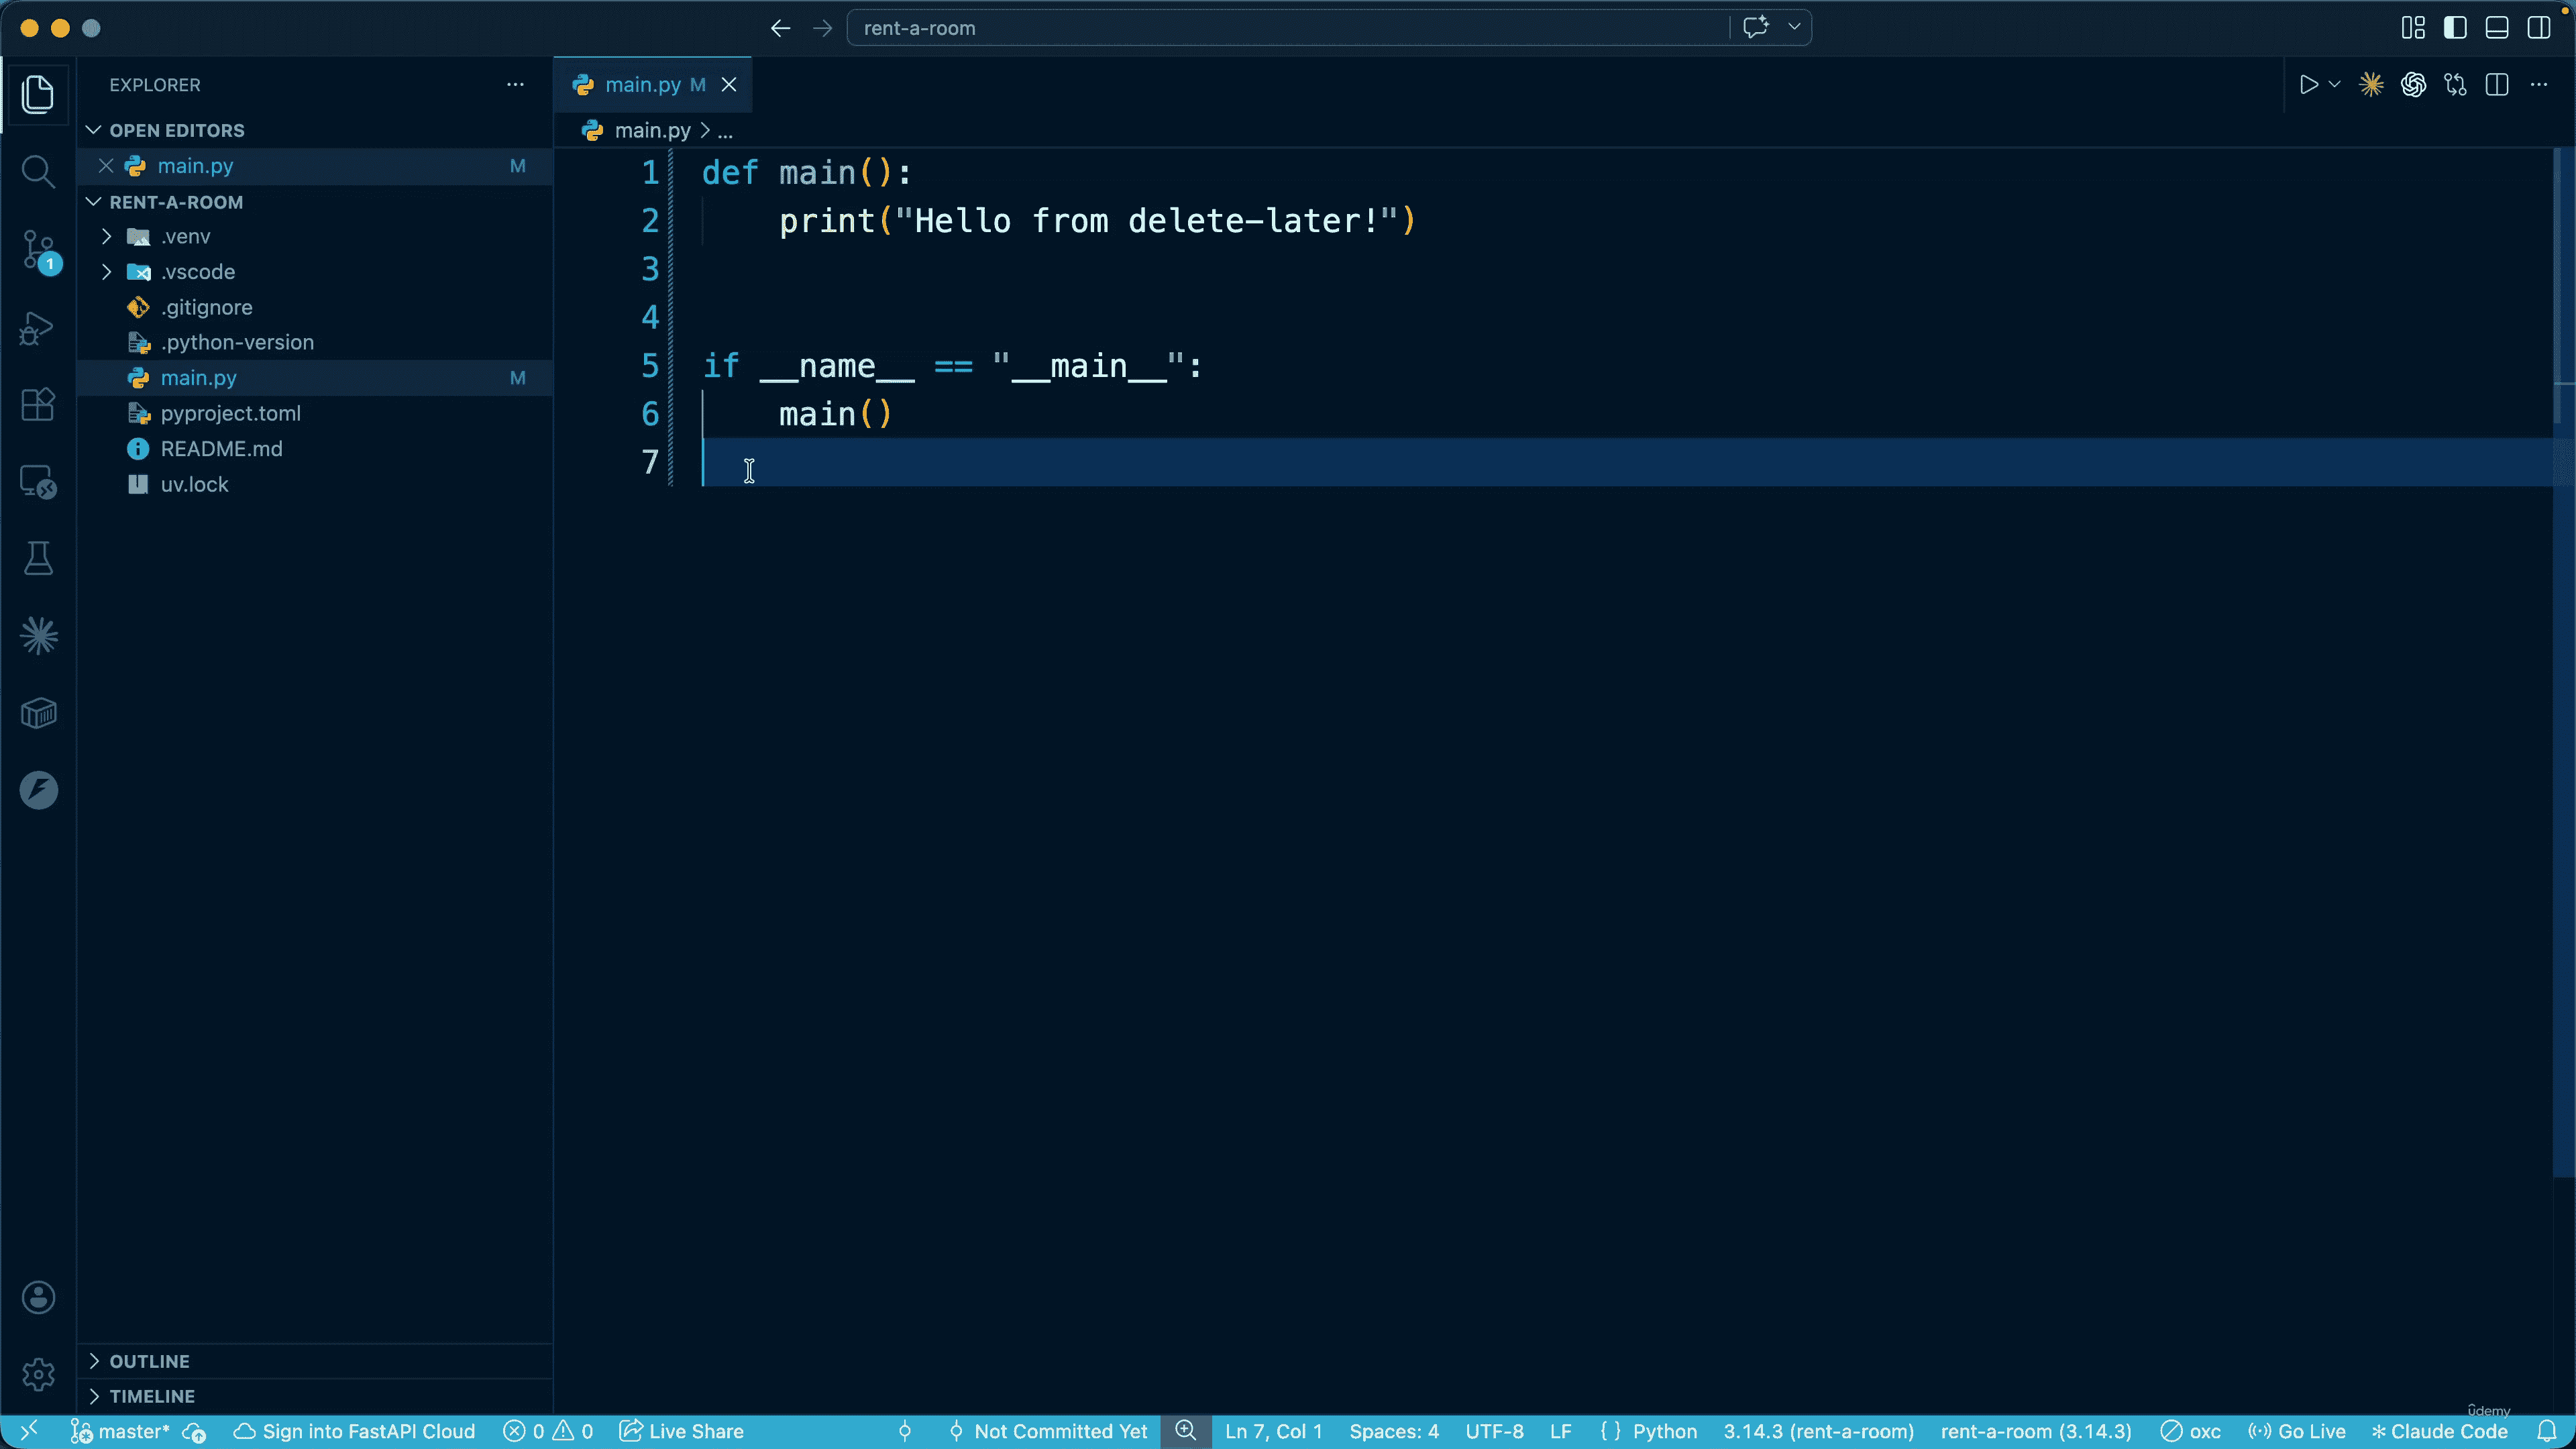 rent-a-room
EXPLORER
OPEN EDITORS
main.py M
RENT-A-ROOM
.venv
.vscode
.gitignore
.python-version
main.py M
pyproject.toml
README.md
uv.lock
OUTLINE
TIMELINE
1
main.py M
main.py > ...
1 def main():
2 print("Hello from delete-later!")
3
4
5 if __name__ == "__main__":
6 main()
7
ûdemy
master* Sign into FastAPI Cloud 0 0 Live Share Not Committed Yet Ln 7, Col 1 Spaces: 4 UTF-8 LF { } Python 3.14.3 (rent-a-room) rent-a-room (3.14.3) oxc Go Live Claude Code